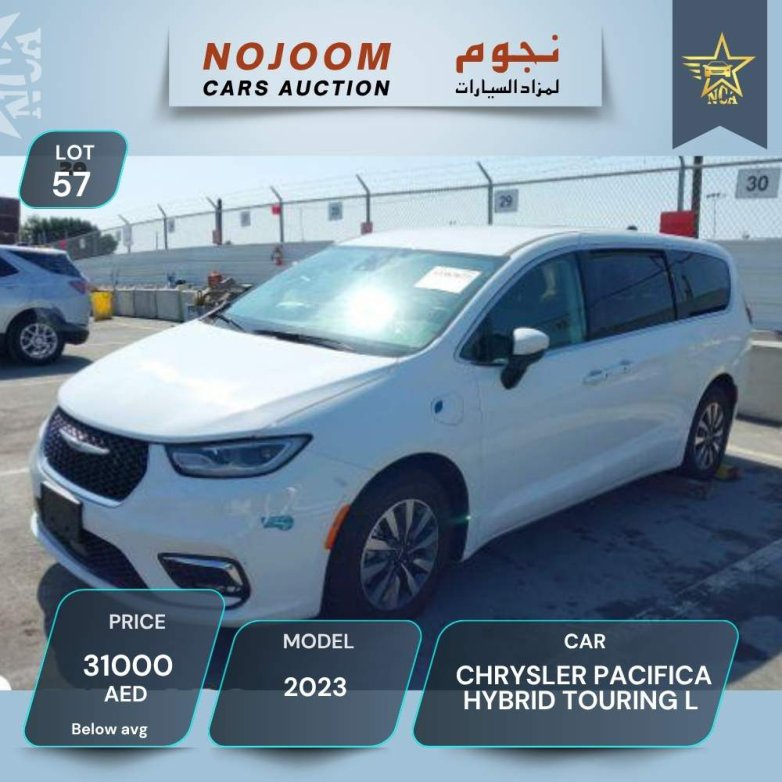 NOJOOM
CARS AUCTION
نجوم
لمزاد السيارات
NCA
NCA
LOT
57
29
30
PRICE
31000
AED
Below avg
MODEL
2023
CAR
CHRYSLER PACIFICA
HYBRID TOURING L